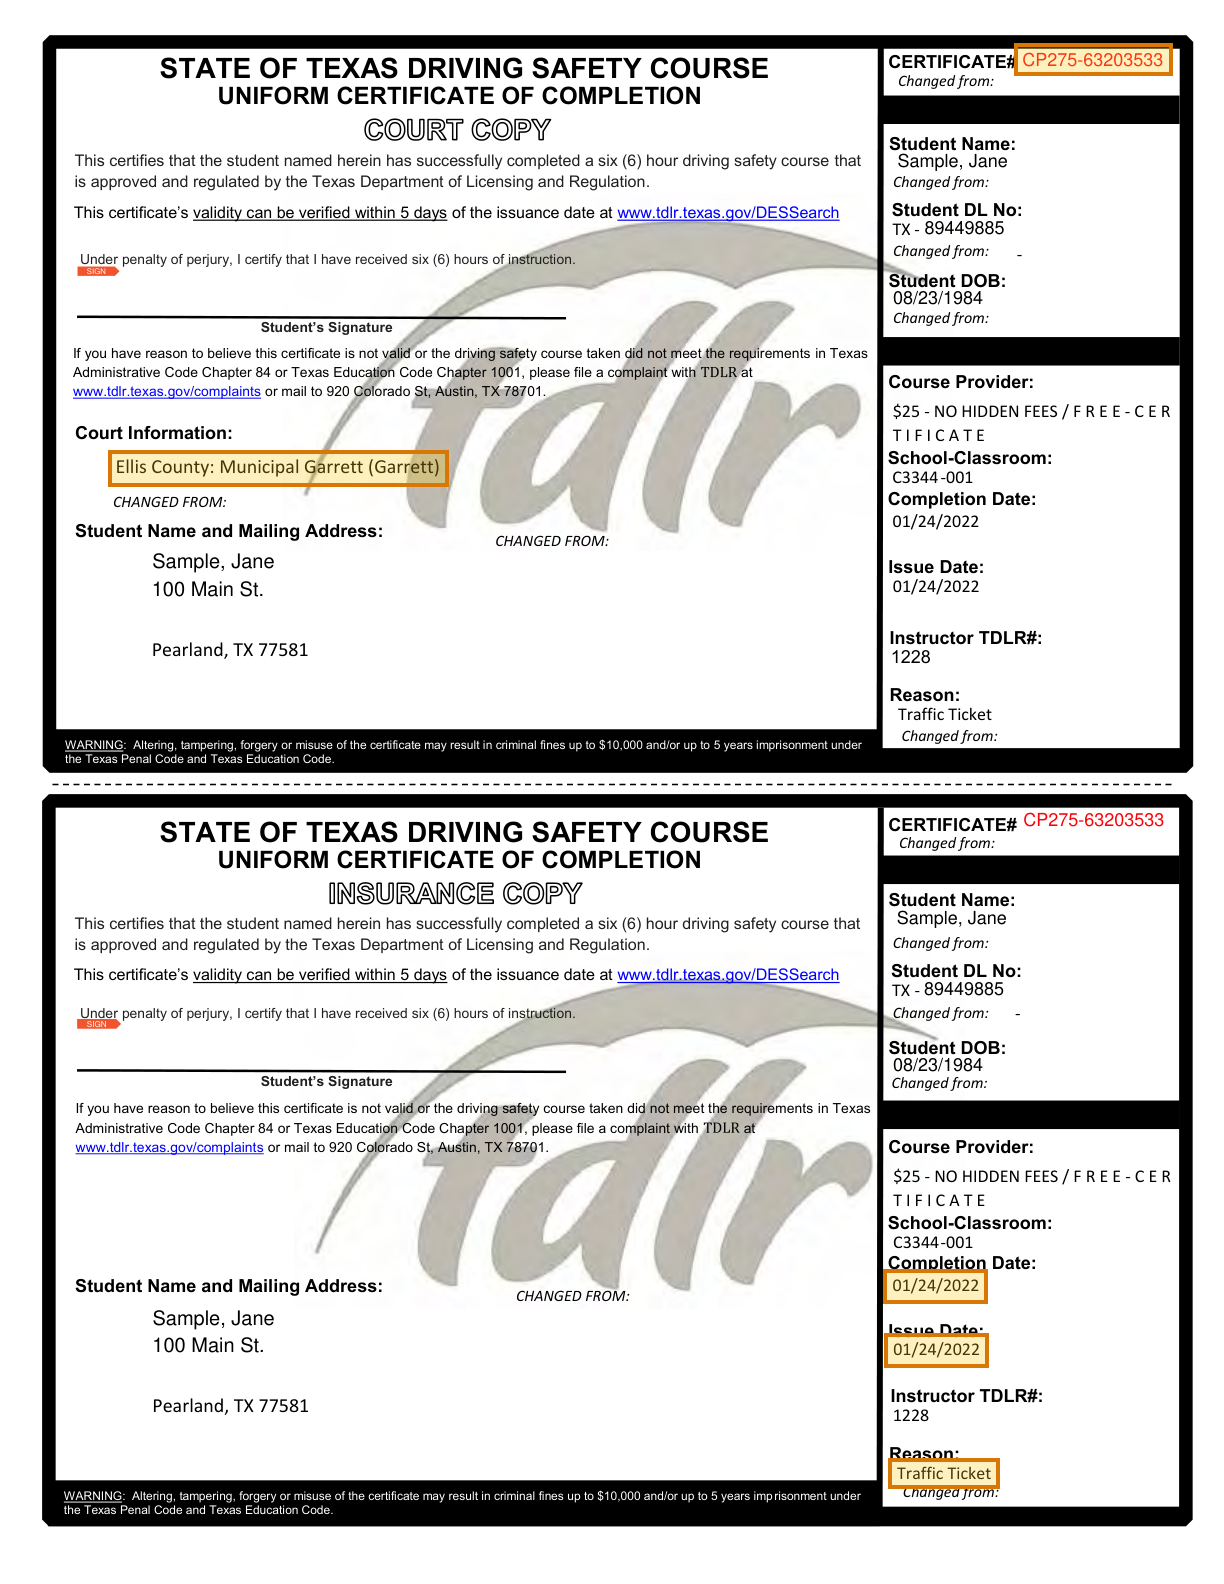 STATE OF TEXAS DRIVING SAFETY COURSE
UNIFORM CERTIFICATE OF COMPLETION
COURT COPY
This certifies that the student named herein has successfully completed a six (6) hour driving safety course that
is approved and regulated by the Texas Department of Licensing and Regulation.
This certificate's validity can be verified within 5 days of the issuance date at www.tdlr.texas.gov/DESSearch
Under penalty of perjury, I certify that I have received six (6) hours of instruction.
SIGN
Student's Signature
If you have reason to believe this certificate is not valid or the driving safety course taken did not meet the requirements in Texas
Administrative Code Chapter 84 or Texas Education Code Chapter 1001, please file a complaint with TDLR at
www.tdlr.texas.gov/complaints or mail to 920 Colorado St, Austin, TX 78701.
tdlr
Court Information:
Ellis County: Municipal Garrett (Garrett)
CHANGED FROM:
Student Name and Mailing Address:
CHANGED FROM:
Sample, Jane
100 Main St.
Pearland, TX 77581
WARNING: Altering, tampering, forgery or misuse of the certificate may result in criminal fines up to $10,000 and/or up to 5 years imprisonment under
the Texas Penal Code and Texas Education Code.
CERTIFICATE# CP275-63203533
Changed from:
Student Name:
Sample, Jane
Changed from:
Student DL No:
TX - 89449885
Changed from: -
Student DOB:
08/23/1984
Changed from:
Course Provider:
$25 - NO HIDDEN FEES / F R E E - C E R
T I F I C A T E
School-Classroom:
C3344-001
Completion Date:
01/24/2022
Issue Date:
01/24/2022
Instructor TDLR#:
1228
Reason:
Traffic Ticket
Changed from:
STATE OF TEXAS DRIVING SAFETY COURSE
UNIFORM CERTIFICATE OF COMPLETION
INSURANCE COPY
This certifies that the student named herein has successfully completed a six (6) hour driving safety course that
is approved and regulated by the Texas Department of Licensing and Regulation.
This certificate's validity can be verified within 5 days of the issuance date at www.tdlr.texas.gov/DESSearch
Under penalty of perjury, I certify that I have received six (6) hours of instruction.
SIGN
Student's Signature
If you have reason to believe this certificate is not valid or the driving safety course taken did not meet the requirements in Texas
Administrative Code Chapter 84 or Texas Education Code Chapter 1001, please file a complaint with TDLR at
www.tdlr.texas.gov/complaints or mail to 920 Colorado St, Austin, TX 78701.
tdlr
Student Name and Mailing Address:
CHANGED FROM:
Sample, Jane
100 Main St.
Pearland, TX 77581
WARNING: Altering, tampering, forgery or misuse of the certificate may result in criminal fines up to $10,000 and/or up to 5 years imprisonment under
the Texas Penal Code and Texas Education Code.
CERTIFICATE# CP275-63203533
Changed from:
Student Name:
Sample, Jane
Changed from:
Student DL No:
TX - 89449885
Changed from: -
Student DOB:
08/23/1984
Changed from:
Course Provider:
$25 - NO HIDDEN FEES / F R E E - C E R
T I F I C A T E
School-Classroom:
C3344-001
Completion Date:
01/24/2022
Issue Date:
01/24/2022
Instructor TDLR#:
1228
Reason:
Traffic Ticket
Changed from: